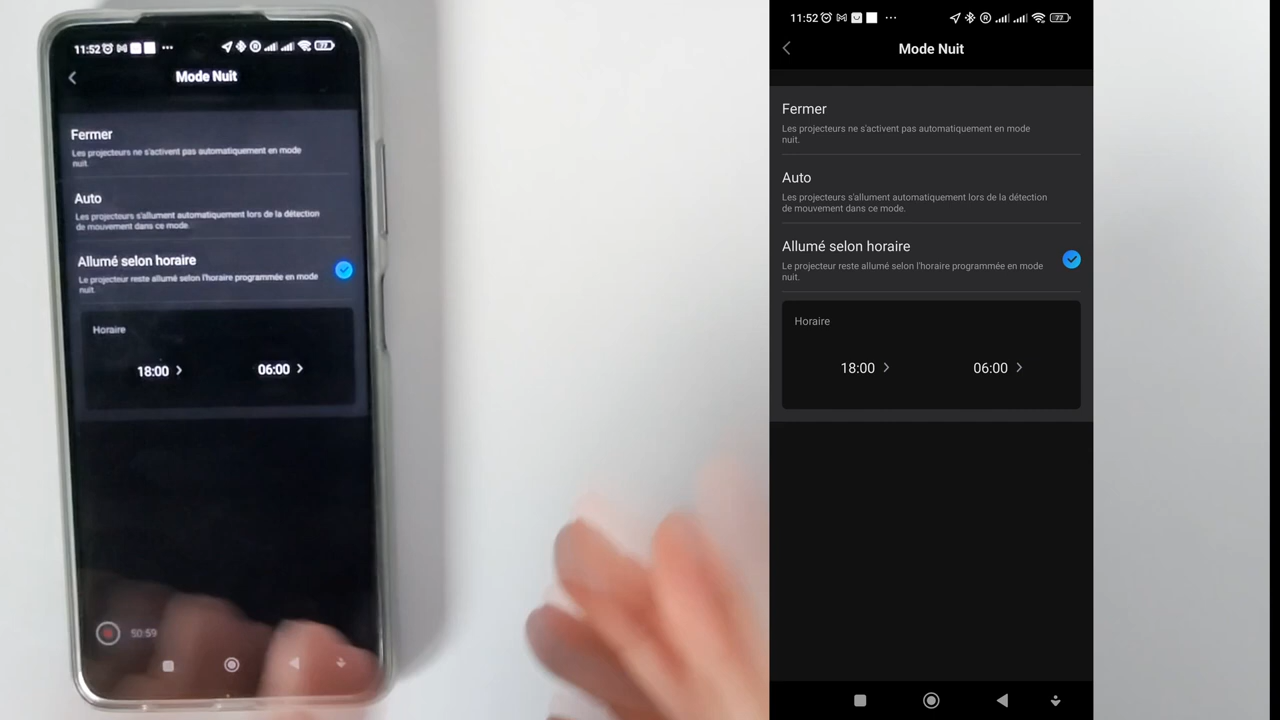 11:52
Mode Nuit
Fermer
Les projecteurs ne s'activent pas automatiquement en mode
nuit.
Auto
Les projecteurs s'allument automatiquement lors de la détection
de mouvement dans ce mode.
Allumé selon horaire
Le projecteur reste allumé selon l'horaire programmée en mode
nuit.
Horaire
18:00 06:00
50:59
11:52
77
Mode Nuit
Fermer
Les projecteurs ne s'activent pas automatiquement en mode
nuit.
Auto
Les projecteurs s'allument automatiquement lors de la détection
de mouvement dans ce mode.
Allumé selon horaire
Le projecteur reste allumé selon l'horaire programmée en mode
nuit.
Horaire
18:00 06:00